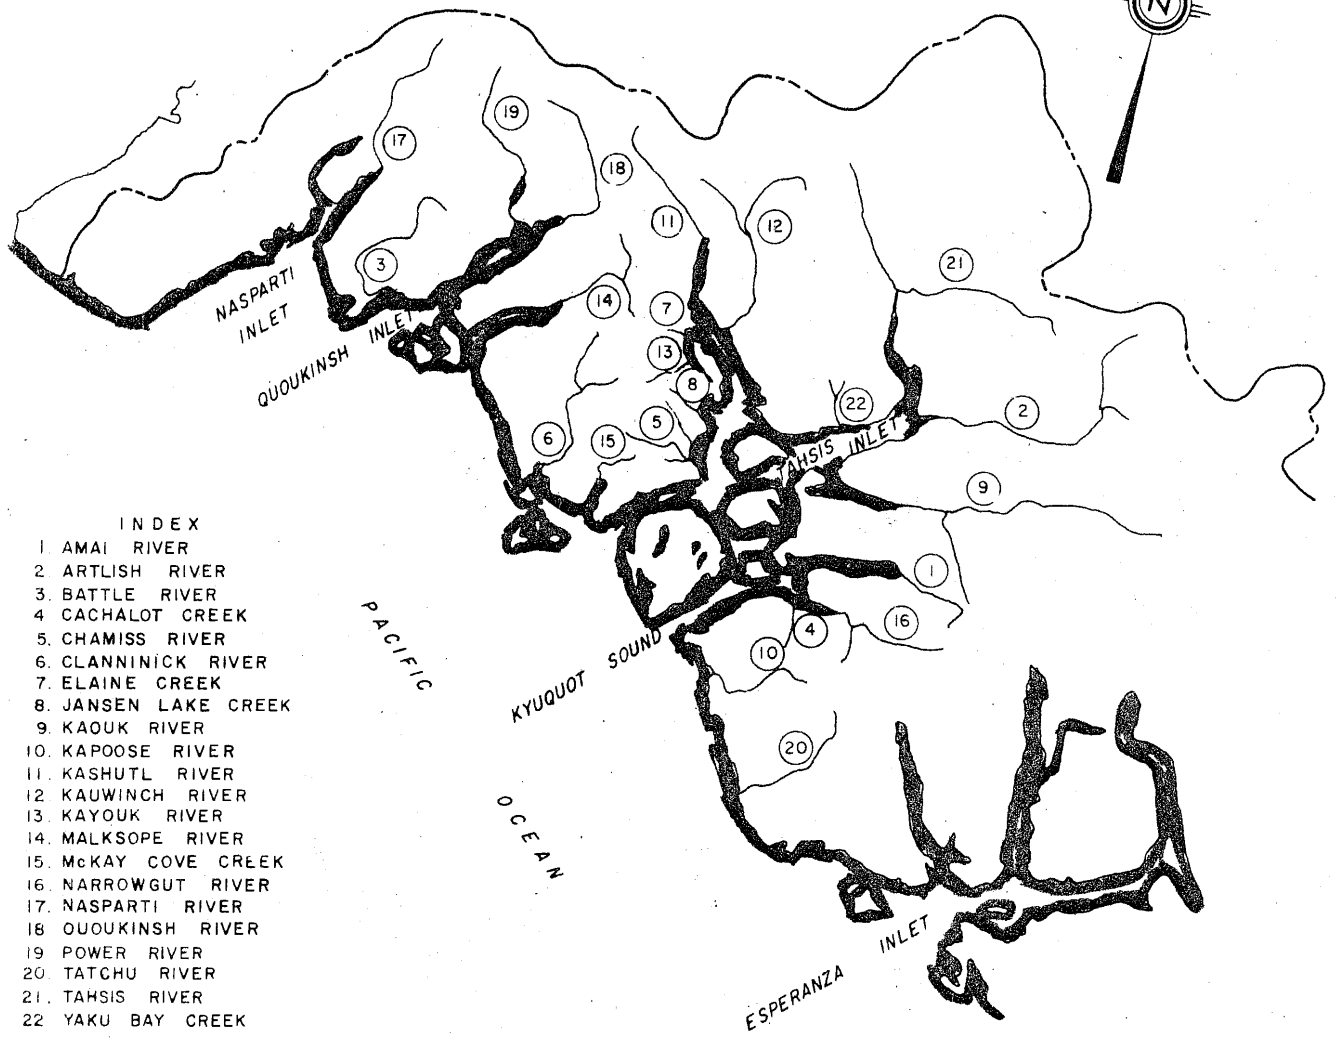 N
19
17
18
11
12
3
21
NASPARTI
INLET
14
7
QUOUKINSH INLET
13
8
22
2
5
6
15
TAHSIS INLET
9
INDEX
1 AMAI RIVER
2 ARTLISH RIVER
3. BATTLE RIVER
4 CACHALOT CREEK
5. CHAMISS RIVER
6. CLANNINICK RIVER
7. ELAINE CREEK
8. JANSEN LAKE CREEK
9. KAOUK RIVER
10. KAPOOSE RIVER
11. KASHUTL RIVER
12 KAUWINCH RIVER
13. KAYOUK RIVER
14. MALKSOPE RIVER
15. McKAY COVE CREEK
16. NARROWGUT RIVER
17. NASPARTI RIVER
18 OUOUKINSH RIVER
19 POWER RIVER
20. TATCHU RIVER
21. TAHSIS RIVER
22 YAKU BAY CREEK
1
16
4
10
PACIFIC
KYUQUOT SOUND
20
OCEAN
ESPERANZA INLET